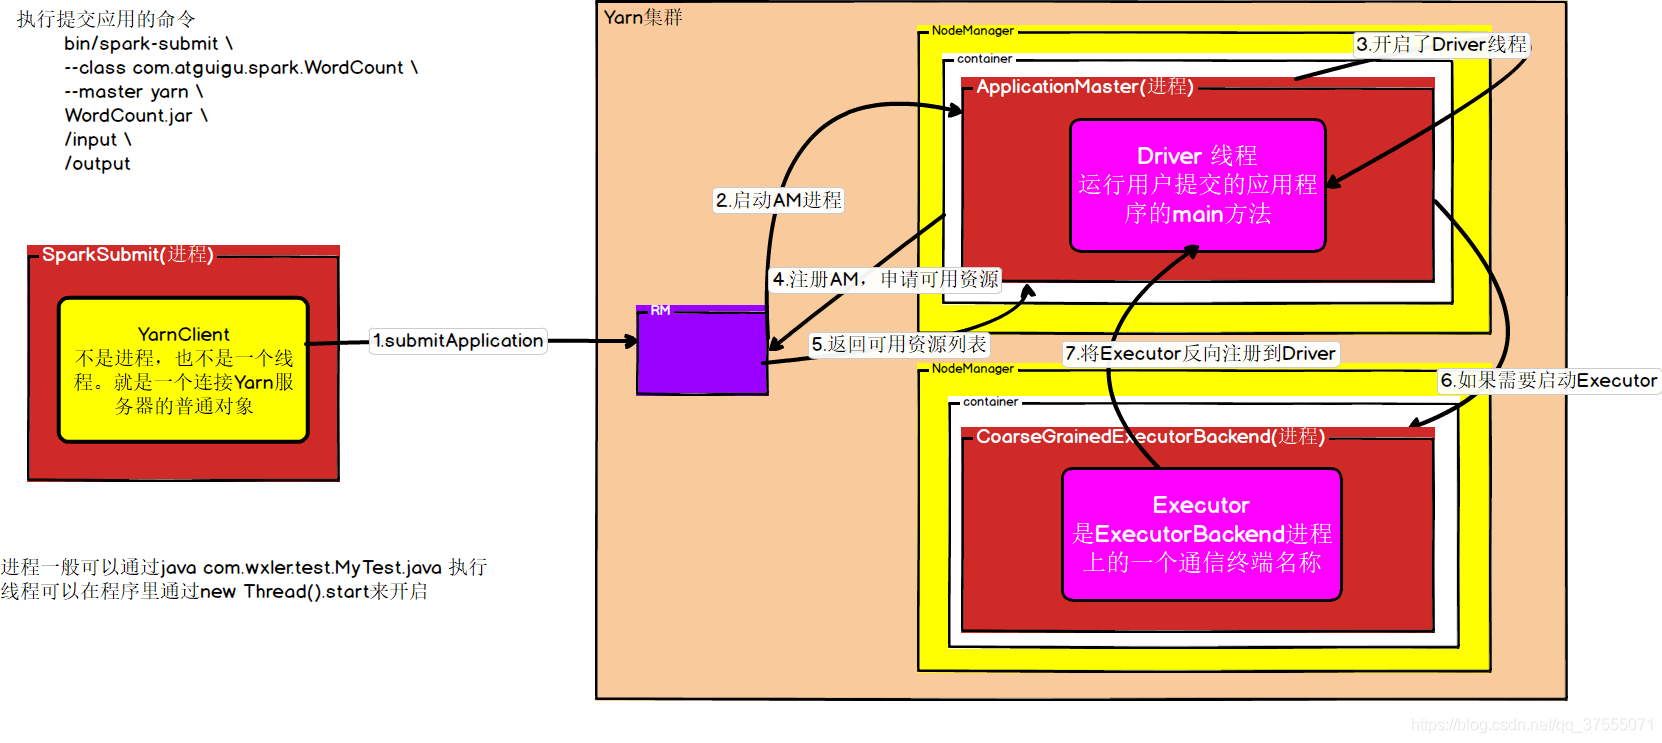 执行提交应用的命令
bin/spark-submit \
--class com.atguigu.spark.WordCount \
--master yarn \
WordCount.jar \
/input \
/output
SparkSubmit(进程)
YarnClient
不是进程，也不是一个线
程。就是一个连接Yarn服
务器的普通对象
1.submitApplication
进程一般可以通过java com.wxler.test.MyTest.java 执行
线程可以在程序里通过new Thread().start来开启
Yarn集群
RM
2.启动AM进程
4.注册AM，申请可用资源
5.返回可用资源列表
NodeManager
container
3.开启了Driver线程
ApplicationMaster(进程)
Driver 线程
运行用户提交的应用程
序的main方法
7.将Executor反向注册到Driver
6.如果需要启动Executor
NodeManager
container
CoarseGrainedExecutorBackend(进程)
Executor
是ExecutorBackend进程
上的一个通信终端名称
https://blog.csdn.net/qq_37555071